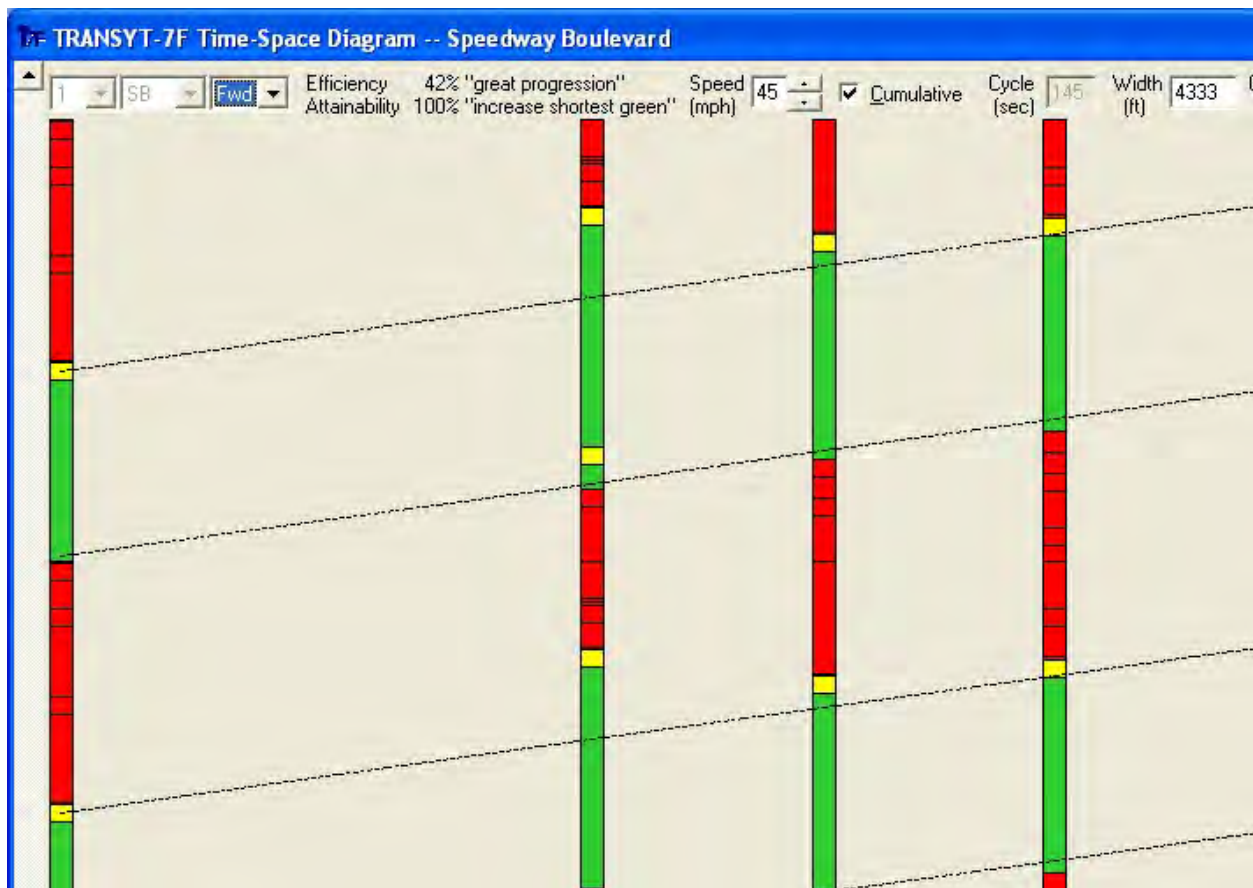 TRANSYT-7F Time-Space Diagram -- Speedway Boulevard
1 SB Fwd Efficiency 42% "great progression" Speed 45 Cumulative Cycle 145 Width 4333
Attainability 100% "increase shortest green" (mph) (sec) (ft)